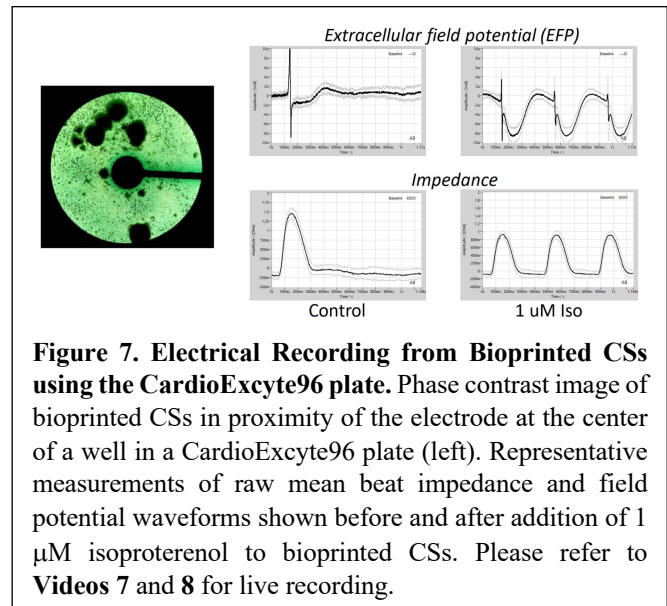 Extracellular field potential (EFP)
Impedance
Control
1 uM Iso
Figure 7. Electrical Recording from Bioprinted CSs
using the CardioExcyte96 plate. Phase contrast image of
bioprinted CSs in proximity of the electrode at the center
of a well in a CardioExcyte96 plate (left). Representative
measurements of raw mean beat impedance and field
potential waveforms shown before and after addition of 1
μM isoproterenol to bioprinted CSs. Please refer to
Videos 7 and 8 for live recording.